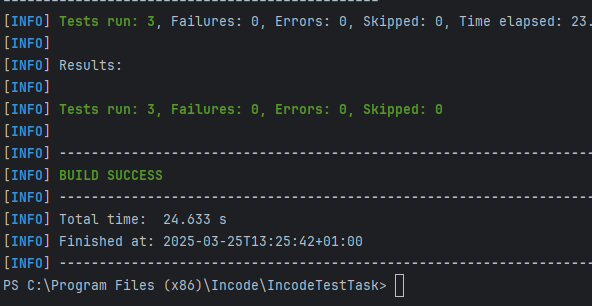 [INFO] Tests run: 3, Failures: 0, Errors: 0, Skipped: 0, Time elapsed: 23.
[INFO]
[INFO] Results:
[INFO]
[INFO] Tests run: 3, Failures: 0, Errors: 0, Skipped: 0
[INFO]
[INFO] ------------------------------------------------------------------------
[INFO] BUILD SUCCESS
[INFO] ------------------------------------------------------------------------
[INFO] Total time:  24.633 s
[INFO] Finished at: 2025-03-25T13:25:42+01:00
[INFO] ------------------------------------------------------------------------
PS C:\Program Files (x86)\Incode\IncodeTestTask>